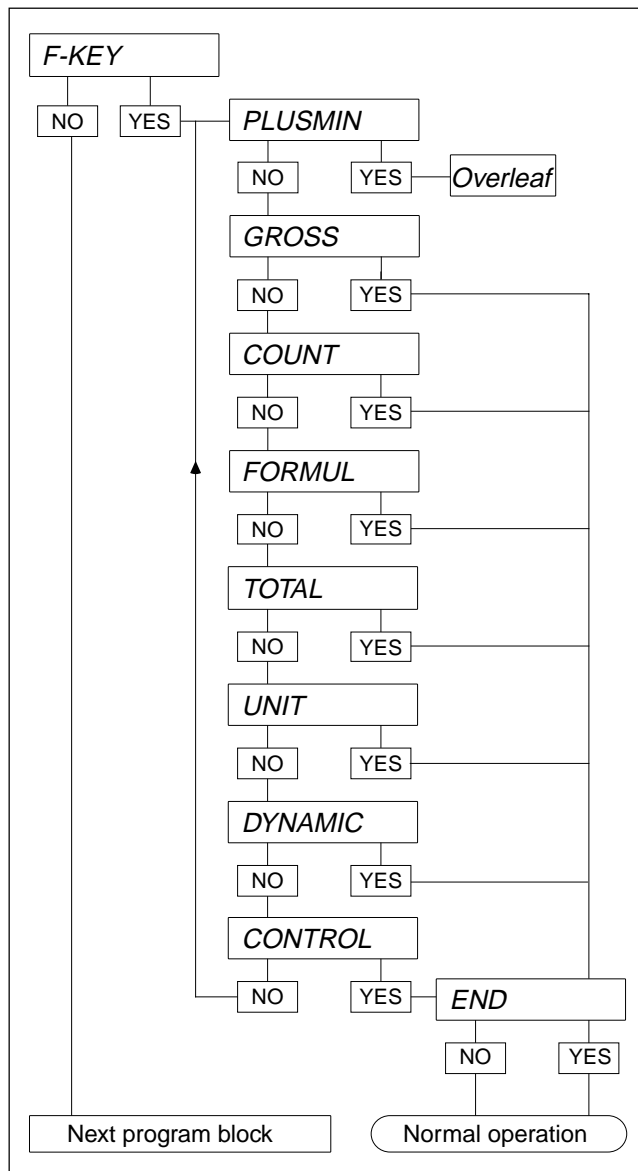 F-KEY
NO YES PLUSMIN
NO YES Overleaf
GROSS
NO YES
COUNT
NO YES
FORMUL
NO YES
TOTAL
NO YES
UNIT
NO YES
DYNAMIC
NO YES
CONTROL
NO YES END
NO YES
Next program block Normal operation